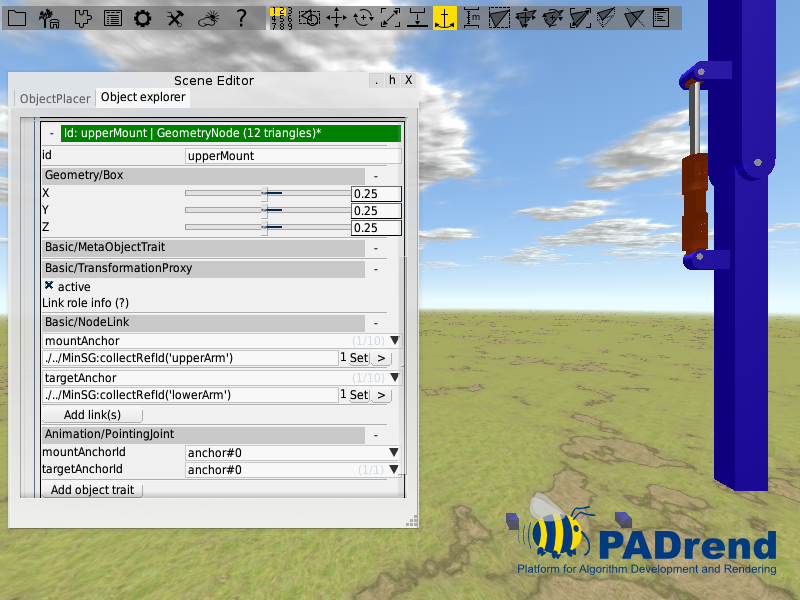 1 2 3
4 5 6
7 8 9
Scene Editor
. h X
ObjectPlacer Object explorer
- Id: upperMount | GeometryNode (12 triangles)*
id upperMount
Geometry/Box -
X 0.25
Y 0.25
Z 0.25
Basic/MetaObjectTrait -
Basic/TransformationProxy -
active
Link role info (?)
Basic/NodeLink -
mountAnchor (1/10)
./../MinSG:collectRefId('upperArm') 1 Set >
targetAnchor (1/10)
./../MinSG:collectRefId('lowerArm') 1 Set >
Add link(s)
Animation/PointingJoint -
mountAnchorId anchor#0
targetAnchorId anchor#0 (1/1)
Add object trait
PADrend
Platform for Algorithm Development and Rendering